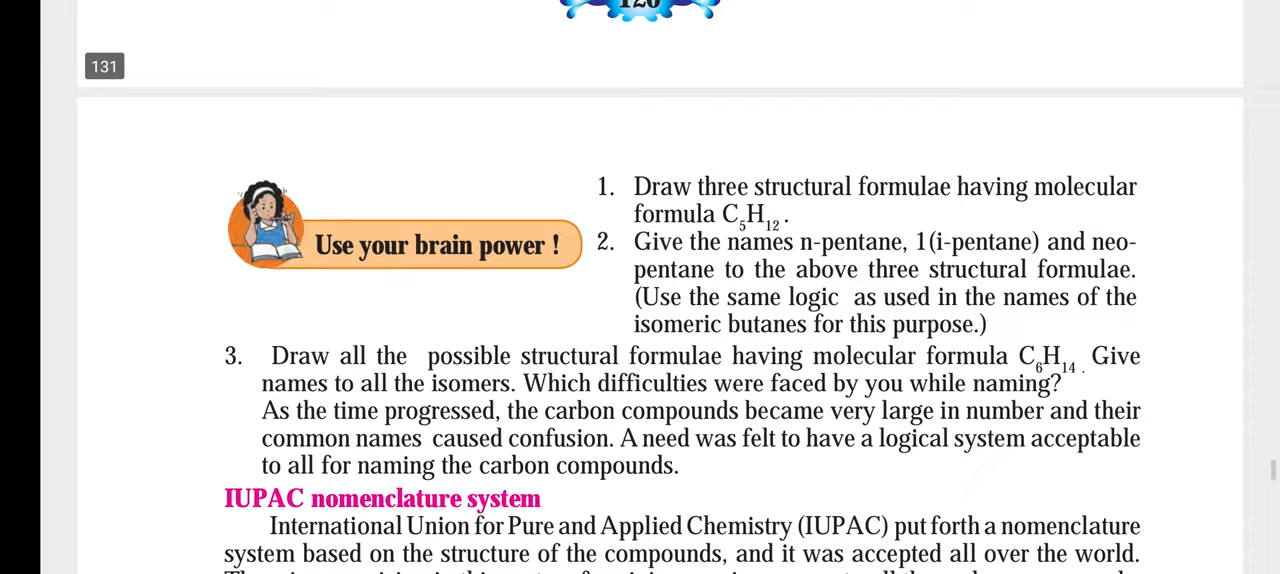 120
131
1. Draw three structural formulae having molecular
formula C₅H₁₂.
Use your brain power !
2. Give the names n-pentane, 1(i-pentane) and neo-
pentane to the above three structural formulae.
(Use the same logic as used in the names of the
isomeric butanes for this purpose.)
3. Draw all the possible structural formulae having molecular formula C₆H₁₄ . Give
names to all the isomers. Which difficulties were faced by you while naming?
As the time progressed, the carbon compounds became very large in number and their
common names caused confusion. A need was felt to have a logical system acceptable
to all for naming the carbon compounds.
IUPAC nomenclature system
International Union for Pure and Applied Chemistry (IUPAC) put forth a nomenclature
system based on the structure of the compounds, and it was accepted all over the world.